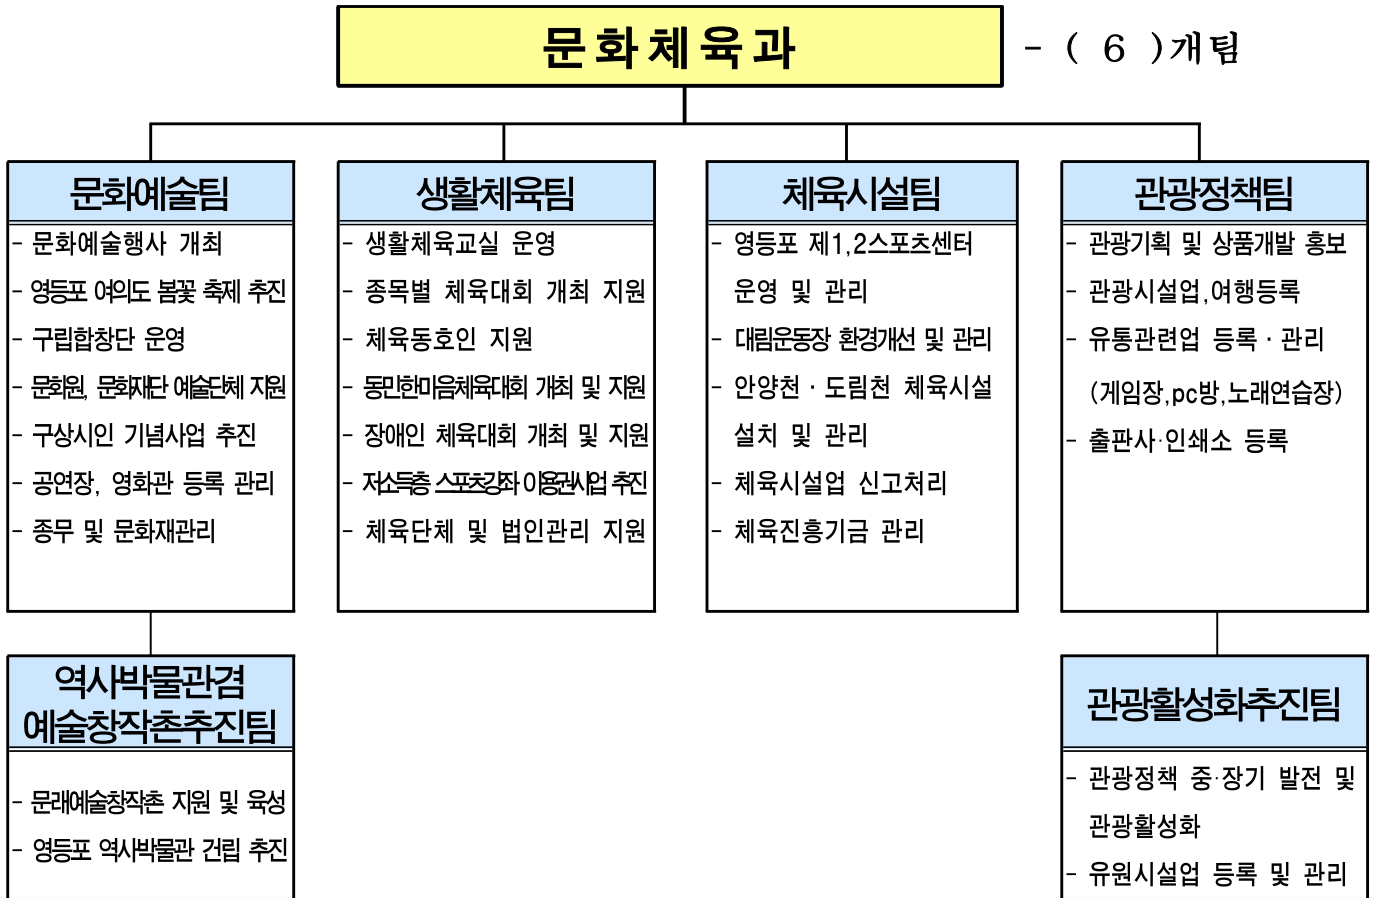 문화체육과
- ( 6 )개팀
문화예술팀
- 문화예술행사 개최
- 영등포 여의도 봄꽃 축제 추진
- 구립합창단 운영
- 문화원, 문화재단 예술단체 지원
- 구상시인 기념사업 추진
- 공연장, 영화관 등록 관리
- 종무 및 문화재관리
생활체육팀
- 생활체육교실 운영
- 종목별 체육대회 개최 지원
- 체육동호인 지원
- 동민한마음체육대회 개최 및 지원
- 장애인 체육대회 개최 및 지원
- 저소득층 스포츠강좌 이용권사업 추진
- 체육단체 및 법인관리 지원
체육시설팀
- 영등포 제1,2스포츠센터
운영 및 관리
- 대림운동장 환경개선 및 관리
- 안양천 · 도림천 체육시설
설치 및 관리
- 체육시설업 신고처리
- 체육진흥기금 관리
관광정책팀
- 관광기획 및 상품개발 홍보
- 관광시설업,여행등록
- 유통관련업 등록 · 관리
(게임장,pc방,노래연습장)
- 출판사·인쇄소 등록
역사박물관겸
예술창작촌추진팀
- 문래예술창작촌 지원 및 육성
- 영등포 역사박물관 건립 추진
관광활성화추진팀
- 관광정책 중·장기 발전 및
관광활성화
- 유원시설업 등록 및 관리